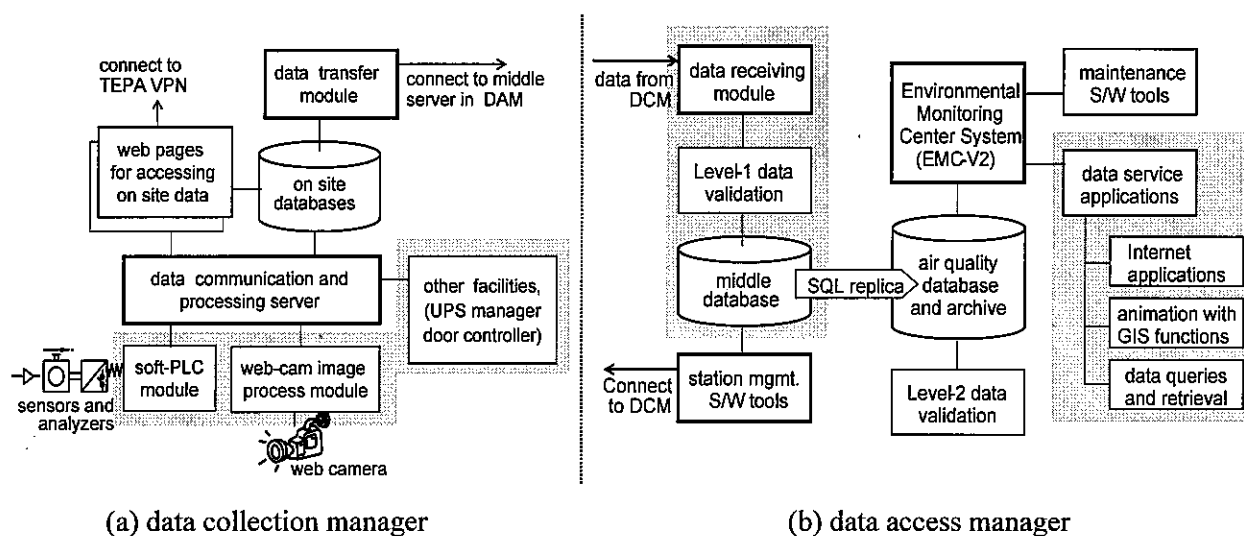 connect to
TEPA VPN
data transfer
module
connect to middle
server in DAM
web pages
for accessing
on site data
on site
databases
data communication and
processing server
other facilities,
(UPS manager
door controller)
soft-PLC
module
web-cam image
process module
sensors and
analyzers
web camera
(a) data collection manager
data from
DCM
data receiving
module
Level-1 data
validation
middle
database
SQL replica
Connect
to DCM
station mgmt.
S/W tools
Environmental
Monitoring
Center System
(EMC-V2)
maintenance
S/W tools
data service
applications
air quality
database
and archive
Internet
applications
animation with
GIS functions
data queries
and retrieval
Level-2 data
validation
(b) data access manager